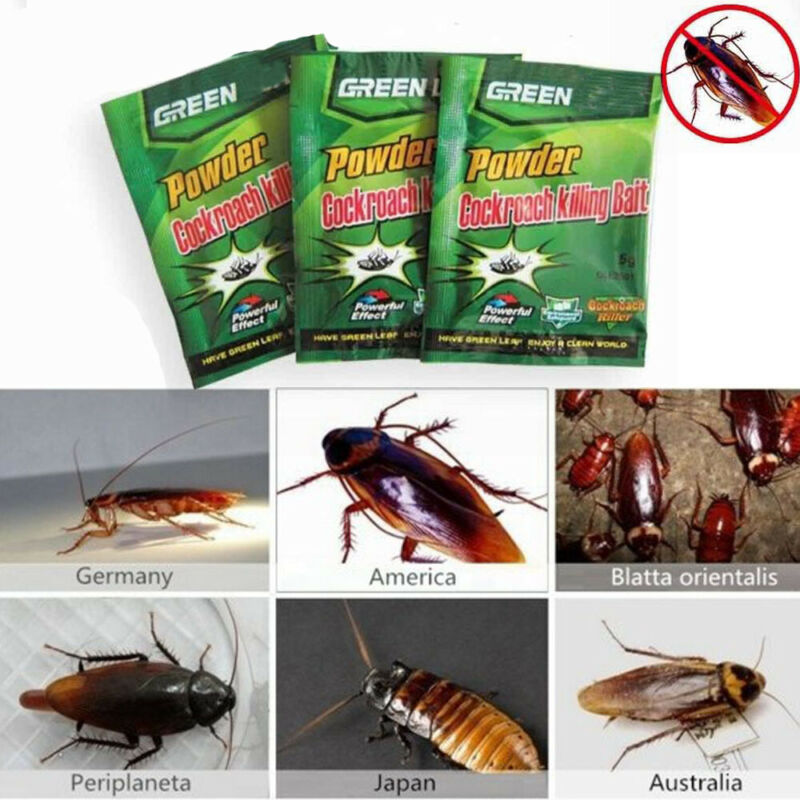 GREEN
Powder
Cockroach killi
Powerful
Effect
HAVE GREEN LEAF
GREEN L
Powder
Cockroach k
Powerful
Effect
HAVE GREEN LEAF ENJO
GREEN
Powder
Cockroach killing Bait
5g
Powerful
Effect
Cockroach
Killer
HAVE GREEN LEAF ENJOY A CLEAN WORLD
Germany
America
Blatta orientalis
Periplaneta
Japan
Australia